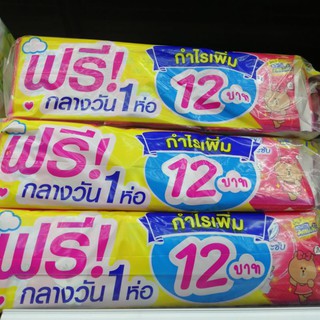 ฟรี!
กลางวัน 1 ห่อ
กำไรเพิ่ม
12 บาท
ฟรี!
กลางวัน 1 ห่อ
กำไรเพิ่ม
12 บาท
ฟรี!
กลางวัน 1 ห่อ
กำไรเพิ่ม
12 บาท